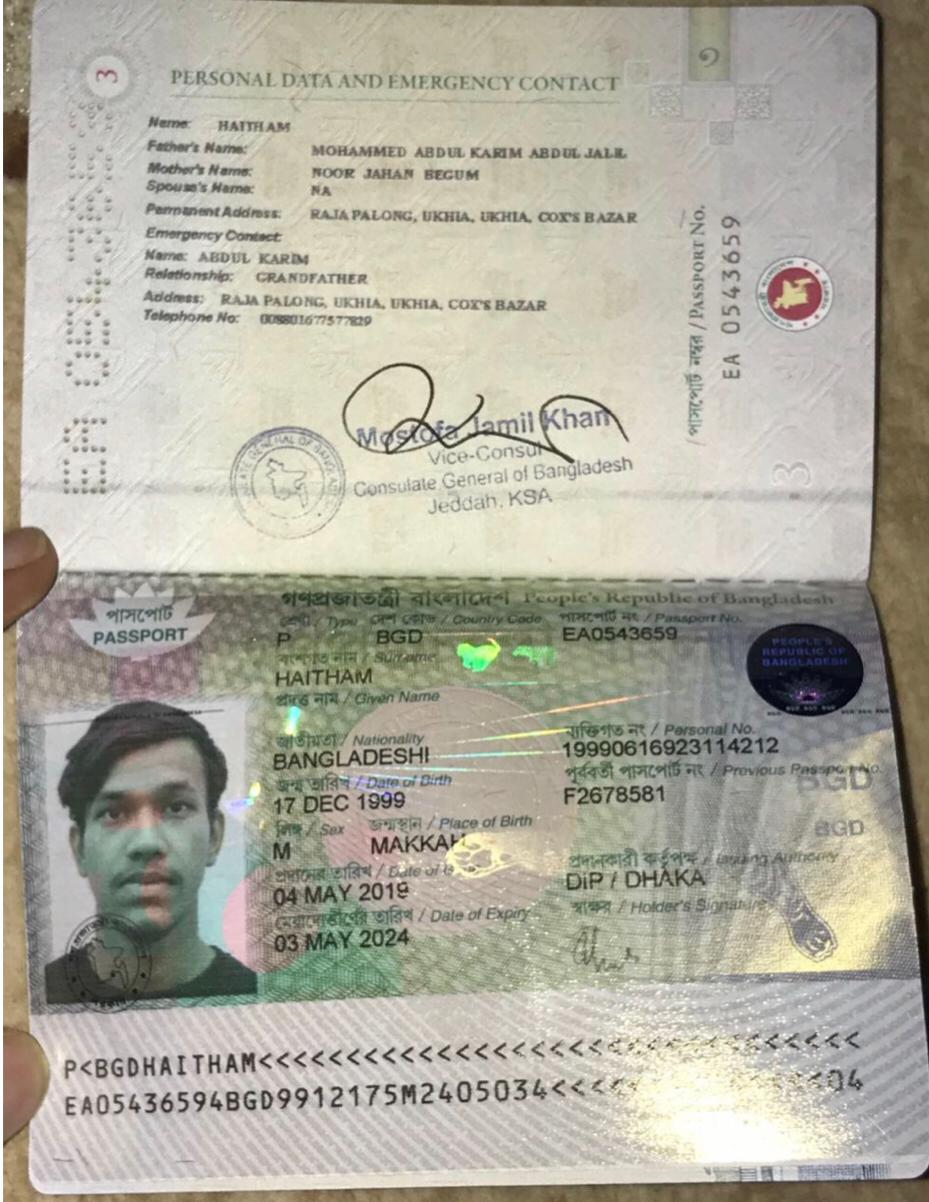 3
PERSONAL DATA AND EMERGENCY CONTACT
Name: HAITHAM
Father's Name: MOHAMMED ABDUL KARIM ABDUL JALIL
Mother's Name: NOOR JAHAN BEGUM
Spouse's Name: NA
Permanent Address: RAJA PALONG, UKHIA, UKHIA, COX'S BAZAR
Emergency Contact:
Name: ABDUL KARIM
Relationship: GRANDFATHER
Address: RAJA PALONG, UKHIA, UKHIA, COX'S BAZAR
Telephone No: 008801677577829
পাসপোর্ট নম্বর / PASSPORT No.
EA 0543659
Mostofa Jamil Khan
Vice-Consul
Consulate General of Bangladesh
Jeddah, KSA
গণপ্রজাতন্ত্রী বাংলাদেশ People's Republic of Bangladesh
পাসপোর্ট
PASSPORT
শ্রেণী / Type দেশ কোড / Country Code পাসপোর্ট নং / Passport No.
P BGD EA0543659
বংশগত নাম / Surname
HAITHAM
প্রদত্ত নাম / Given Name
PEOPLE'S
REPUBLIC OF
BANGLADESH
জাতীয়তা / Nationality ব্যক্তিগত নং / Personal No.
BANGLADESHI 19990616923114212
জন্ম তারিখ / Date of Birth পূর্ববর্তী পাসপোর্ট নং / Previous Passport No.
17 DEC 1999 F2678581
BGD
লিঙ্গ / Sex জন্মস্থান / Place of Birth
BGD
M MAKKAH
প্রদানের তারিখ / Date of প্রদানকারী কর্তৃপক্ষ / Issuing Authority
04 MAY 2019 DIP / DHAKA
মেয়াদোত্তীর্ণের তারিখ / Date of Expiry স্বাক্ষর / Holder's Signature
03 MAY 2024
P<BGDHAITHAM<<<<<<<<<<<<<<<<<<<<<<<<<<<<<<<<
EA05436594BGD9912175M2405034<<<<<<<<<<<<<<04